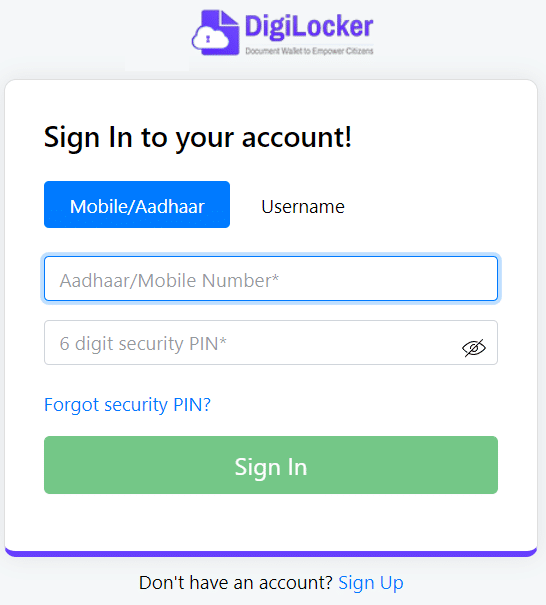 DigiLocker
Document Wallet to Empower Citizens
Sign In to your account!
Mobile/Aadhaar Username
Aadhaar/Mobile Number*
6 digit security PIN*
Forgot security PIN?
Sign In
Don't have an account? Sign Up